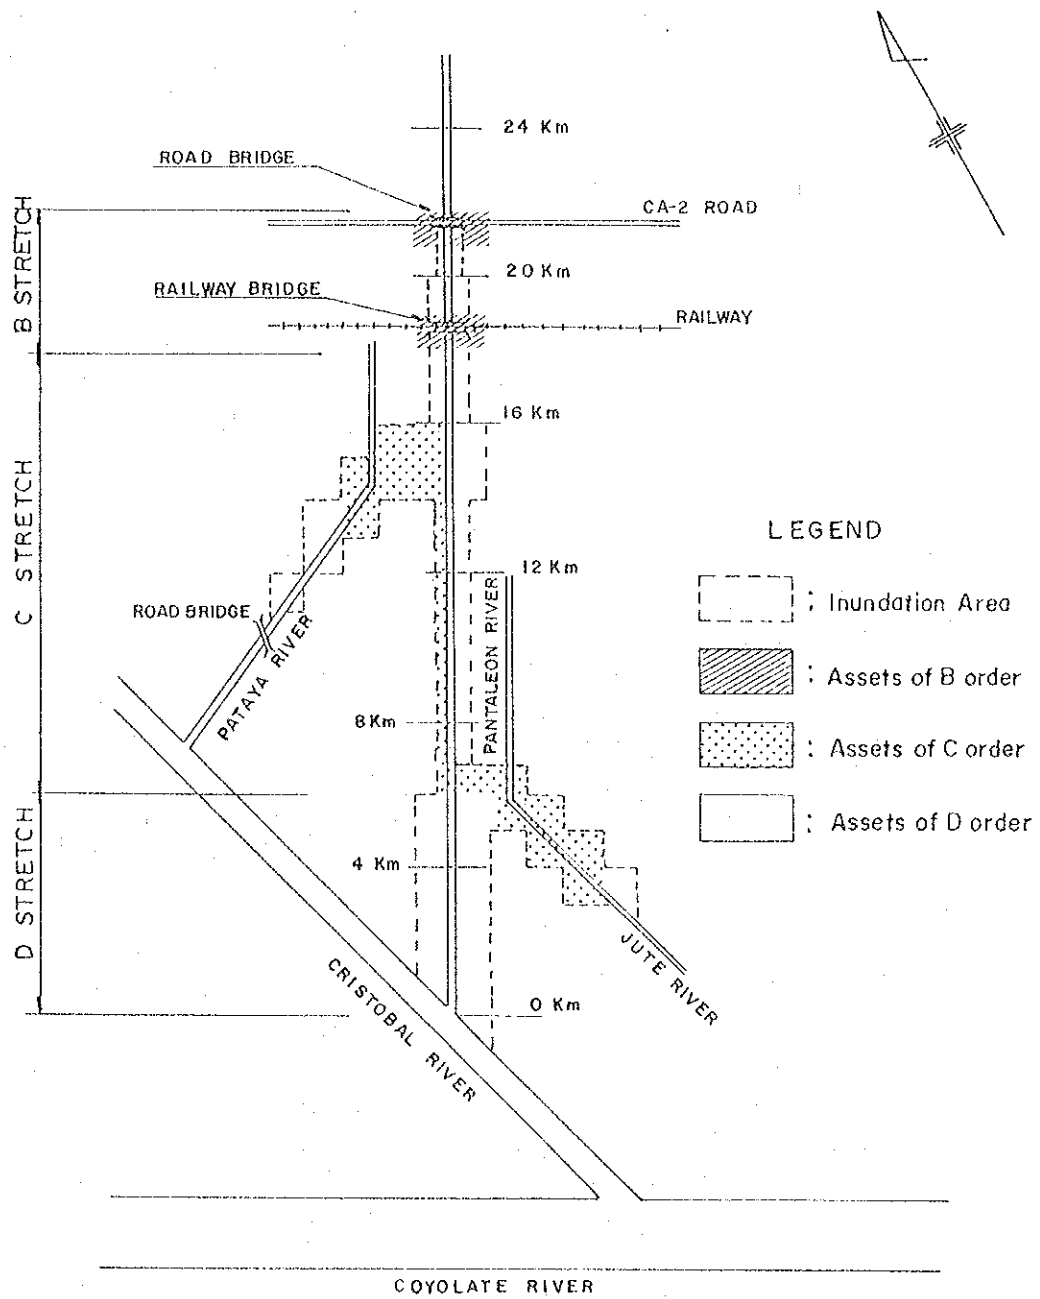 24 Km
ROAD BRIDGE
CA-2 ROAD
B STRETCH
20 Km
RAILWAY BRIDGE
RAILWAY
16 Km
C STRETCH
LEGEND
12 Km
: Inundation Area
ROAD BRIDGE
PATAYA RIVER
PANTALEON RIVER
: Assets of B order
8 Km
: Assets of C order
: Assets of D order
D STRETCH
4 Km
JUTE RIVER
CRISTOBAL RIVER
0 Km
COYOLATE RIVER